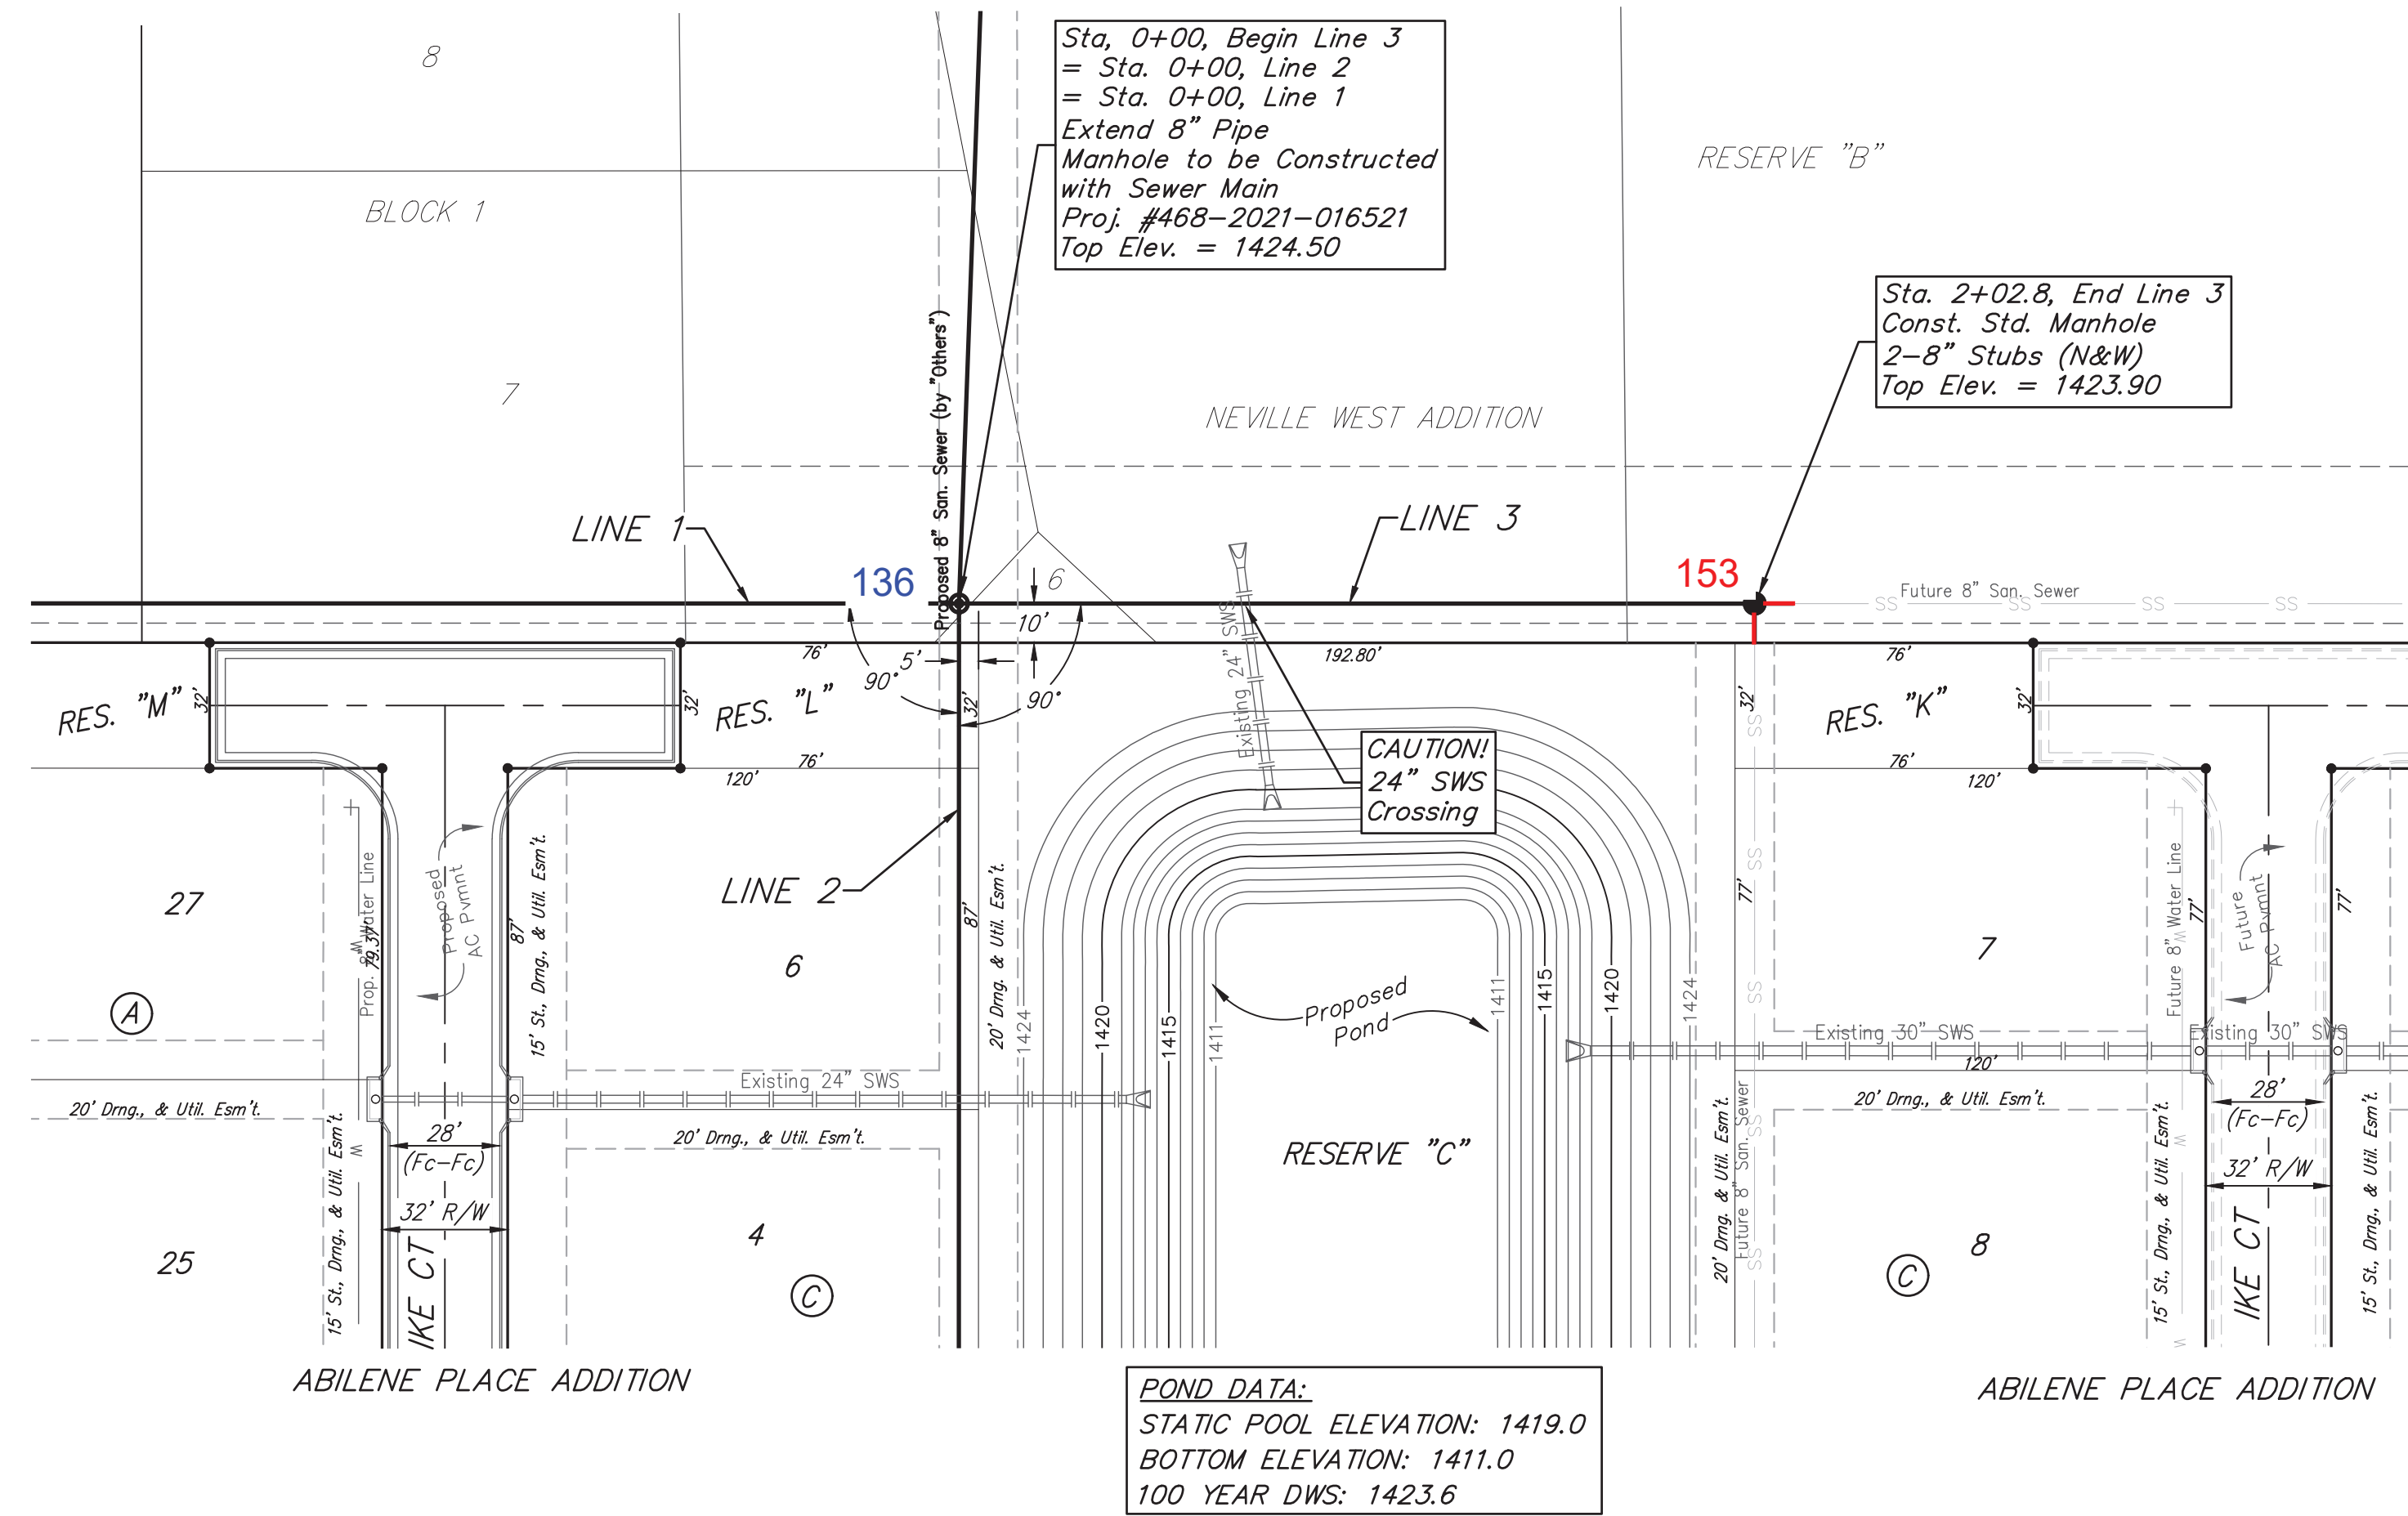 8
BLOCK 1
7
Sta, 0+00, Begin Line 3
= Sta. 0+00, Line 2
= Sta. 0+00, Line 1
Extend 8" Pipe
Manhole to be Constructed
with Sewer Main
Proj. #468-2021-016521
Top Elev. = 1424.50
RESERVE "B"
Sta. 2+02.8, End Line 3
Const. Std. Manhole
2-8" Stubs (N&W)
Top Elev. = 1423.90
NEVILLE WEST ADDITION
Proposed 8" San. Sewer (by "Others")
LINE 1
LINE 3
136
153
6
10'
Future 8" San. Sewer
SS SS SS SS
76'
5'
90°
90°
32'
192.80'
76'
Existing 24" SWS
RES. "M"
32'
32'
RES. "L"
76'
120'
CAUTION!
24" SWS
Crossing
32'
RES. "K"
32'
76'
120'
LINE 2
27
Prop. 8" Water Line
W
79.37'
Proposed
AC Pvmnt
87'
15' St., Drng., & Util. Esm't.
6
87'
20' Drng. & Util. Esm't.
1424
1420
1415
1411
Proposed
Pond
1411
1415
1420
1424
77'
SS
SS
SS
7
Future 8" Water Line
W
77'
Future
AC Pvmnt
77'
A
Existing 24" SWS
Existing 30" SWS
Existing 30" SWS
120'
20' Drng., & Util. Esm't.
28'
(Fc-Fc)
20' Drng., & Util. Esm't.
RESERVE "C"
20' Drng., & Util. Esm't.
28'
(Fc-Fc)
15' St., Drng., & Util. Esm't.
W
32' R/W
IKE CT
25
4
C
20' Drng. & Util. Esm't.
Future 8" San. Sewer
SS
SS
C
8
15' St., Drng., & Util. Esm't.
W
W
32' R/W
IKE CT
15' St., Drng., & Util. Esm't.
ABILENE PLACE ADDITION
ABILENE PLACE ADDITION
POND DATA:
STATIC POOL ELEVATION: 1419.0
BOTTOM ELEVATION: 1411.0
100 YEAR DWS: 1423.6